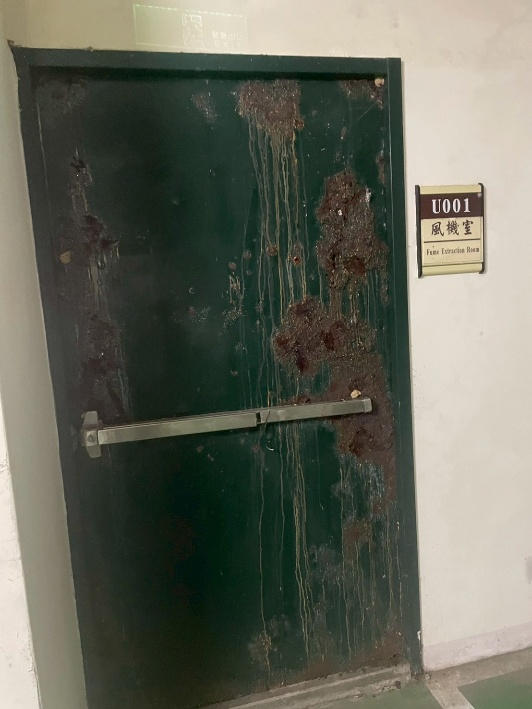 U001
風機室
Fume Extraction Room